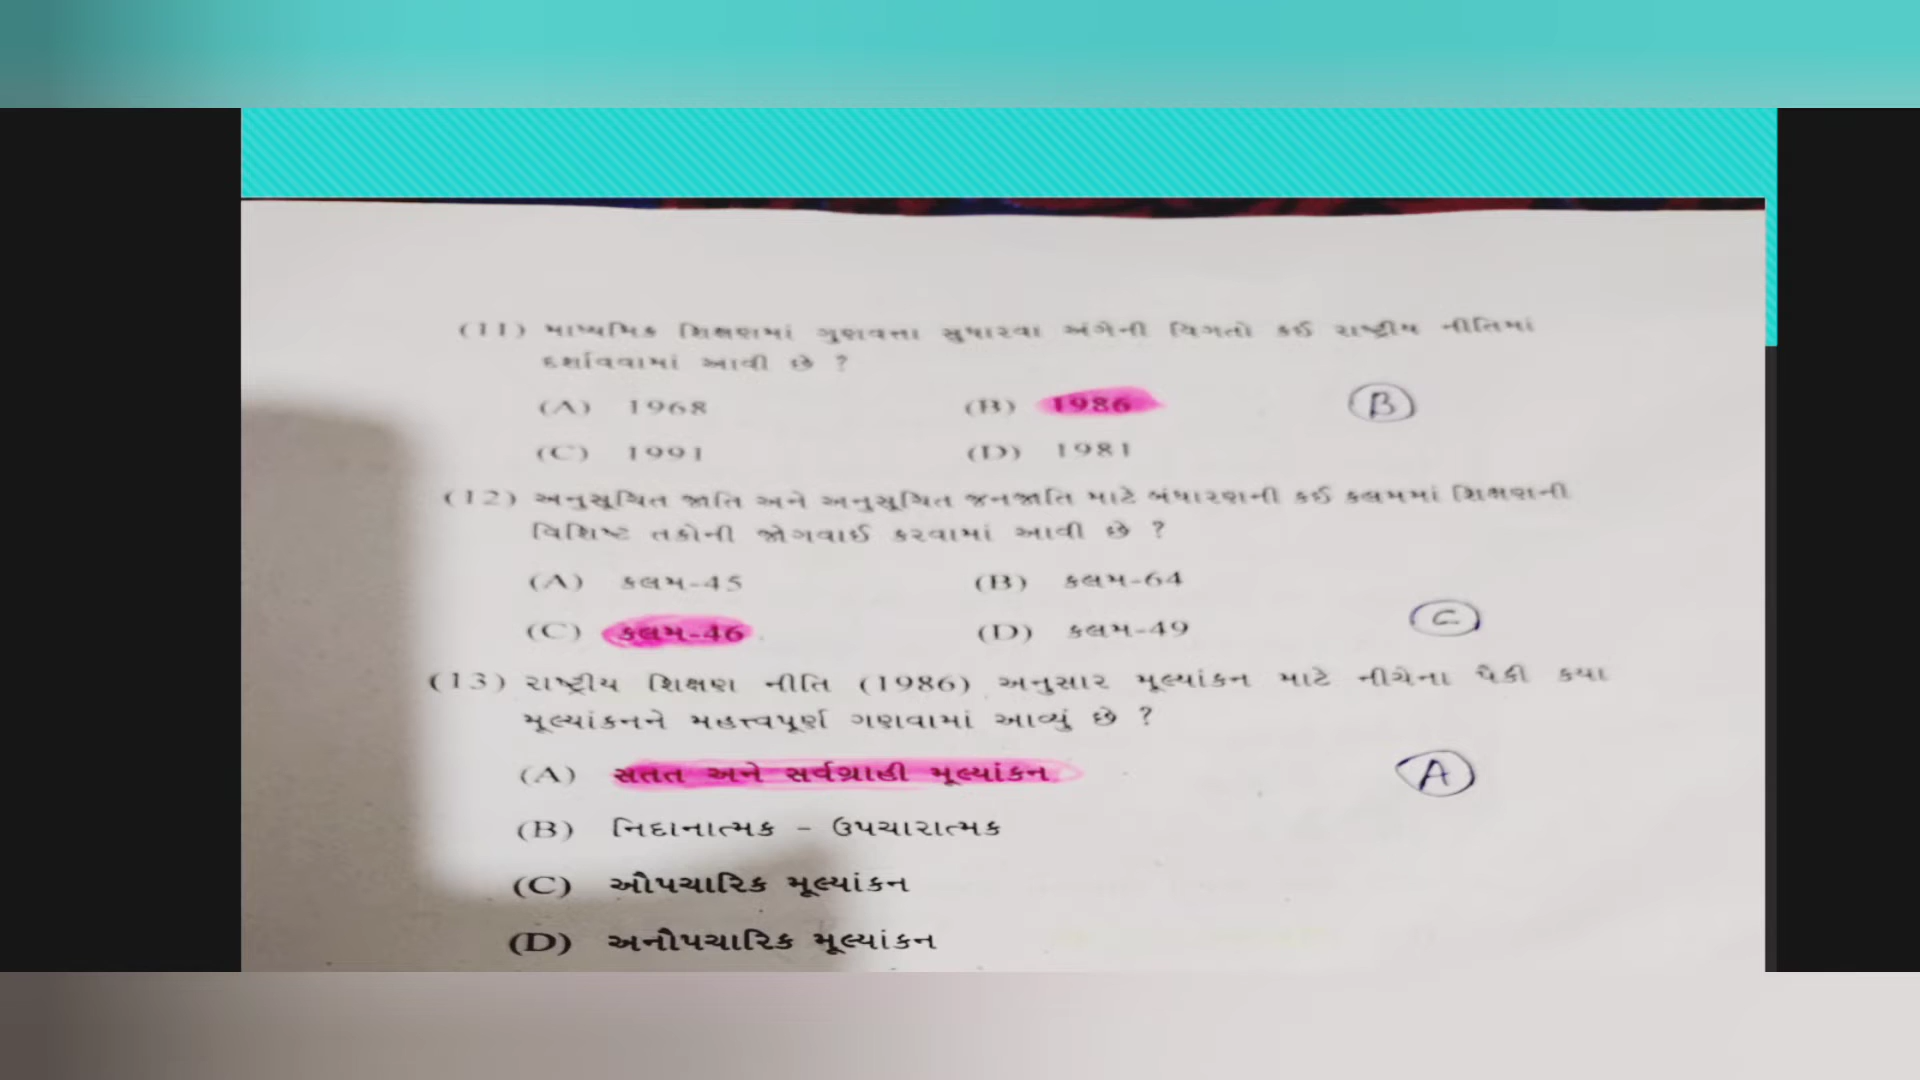 (11) માધ્યમિક શિક્ષણમાં ગુણવત્તા સુધારવા અંગેની વિગતો કઈ રાષ્ટ્રીય નીતિમાં
દર્શાવવામાં આવી છે ?
(A) 1968 (B) 1986 B
(C) 1991 (D) 1981
(12) અનુસૂચિત જાતિ અને અનુસૂચિત જનજાતિ માટે બંધારણની કઈ કલમમાં શિક્ષણની
વિશિષ્ટ તકોની જોગવાઈ કરવામાં આવી છે ?
(A) કલમ-45 (B) કલમ-64
(C) કલમ-46 (D) કલમ-49 C
(13) રાષ્ટ્રીય શિક્ષણ નીતિ (1986) અનુસાર મૂલ્યાંકન માટે નીચેના પૈકી કયા
મૂલ્યાંકનને મહત્ત્વપૂર્ણ ગણવામાં આવ્યું છે ?
(A) સતત અને સર્વગ્રાહી મૂલ્યાંકન A
(B) નિદાનાત્મક - ઉપચારાત્મક
(C) ઔપચારિક મૂલ્યાંકન
(D) અનૌપચારિક મૂલ્યાંકન